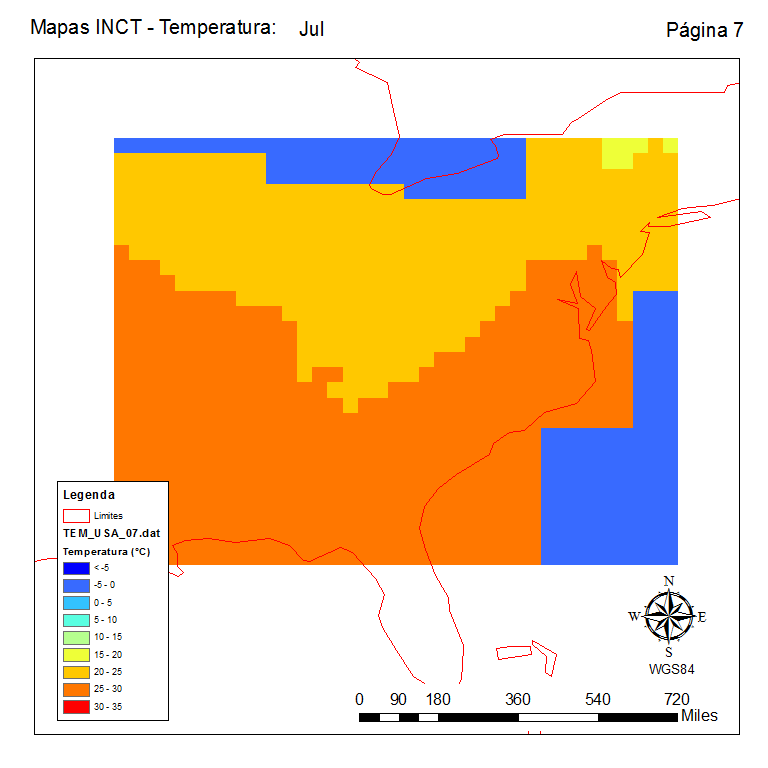 Mapas INCT - Temperatura: Jul
Página 7
Legenda
Limites
TEM_USA_07.dat
Temperatura (°C)
< -5
-5 - 0
0 - 5
5 - 10
10 - 15
15 - 20
20 - 25
25 - 30
30 - 35
N
W E
S
WGS84
0 90 180 360 540 720
Miles